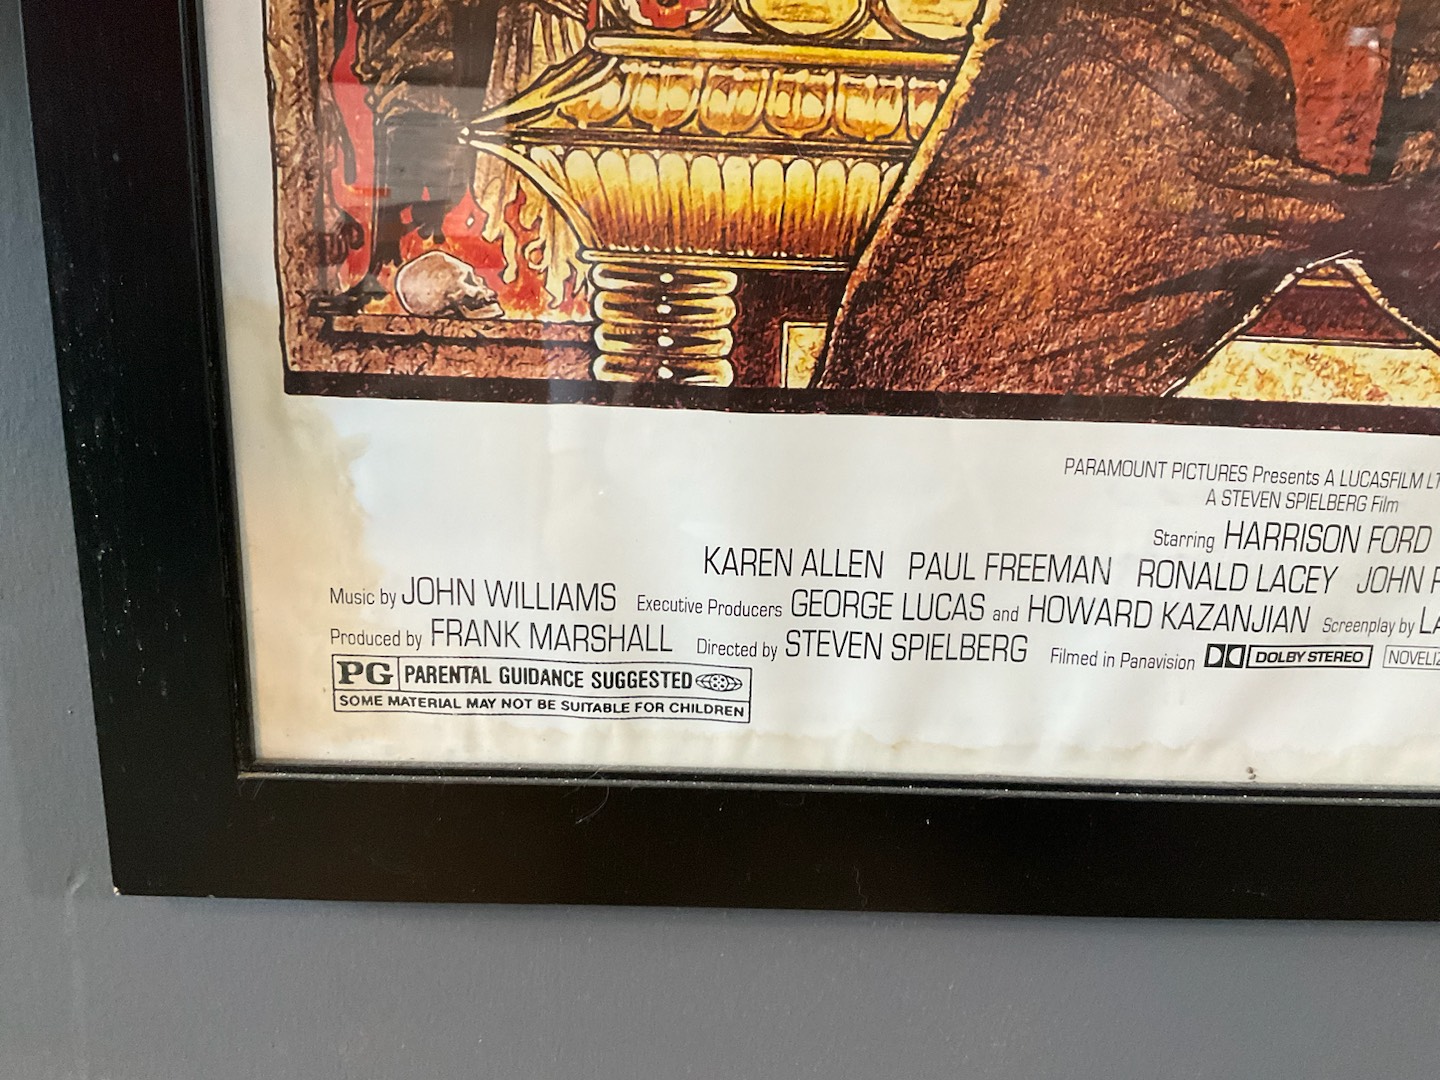 PARAMOUNT PICTURES Presents A LUCASFILM
A STEVEN SPIELBERG Film
Starring HARRISON FORD
KAREN ALLEN PAUL FREEMAN RONALD LACEY JOHN
Music by JOHN WILLIAMS Executive Producers GEORGE LUCAS and HOWARD KAZANJIAN Screenplay by
Produced by FRANK MARSHALL Directed by STEVEN SPIELBERG Filmed in Panavision DOLBY STEREO
PG PARENTAL GUIDANCE SUGGESTED
SOME MATERIAL MAY NOT BE SUITABLE FOR CHILDREN